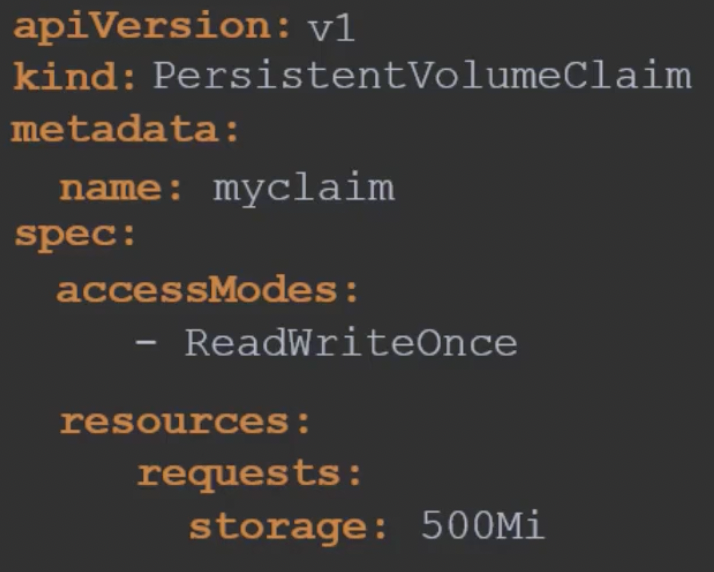 apiVersion: v1
kind: PersistentVolumeClaim
metadata:
  name: myclaim
spec:
  accessModes:
    - ReadWriteOnce
  resources:
    requests:
      storage: 500Mi